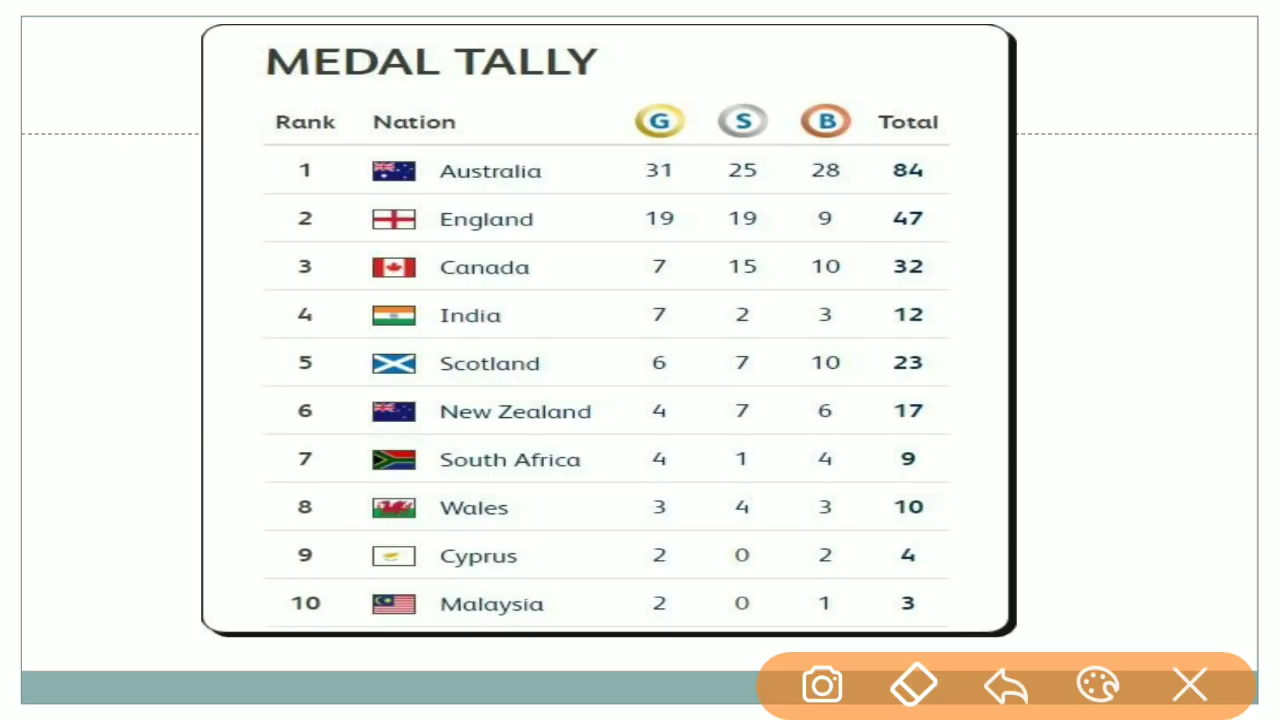 MEDAL TALLY
Rank Nation G S B Total
1 Australia 31 25 28 84
2 England 19 19 9 47
3 Canada 7 15 10 32
4 India 7 2 3 12
5 Scotland 6 7 10 23
6 New Zealand 4 7 6 17
7 South Africa 4 1 4 9
8 Wales 3 4 3 10
9 Cyprus 2 0 2 4
10 Malaysia 2 0 1 3